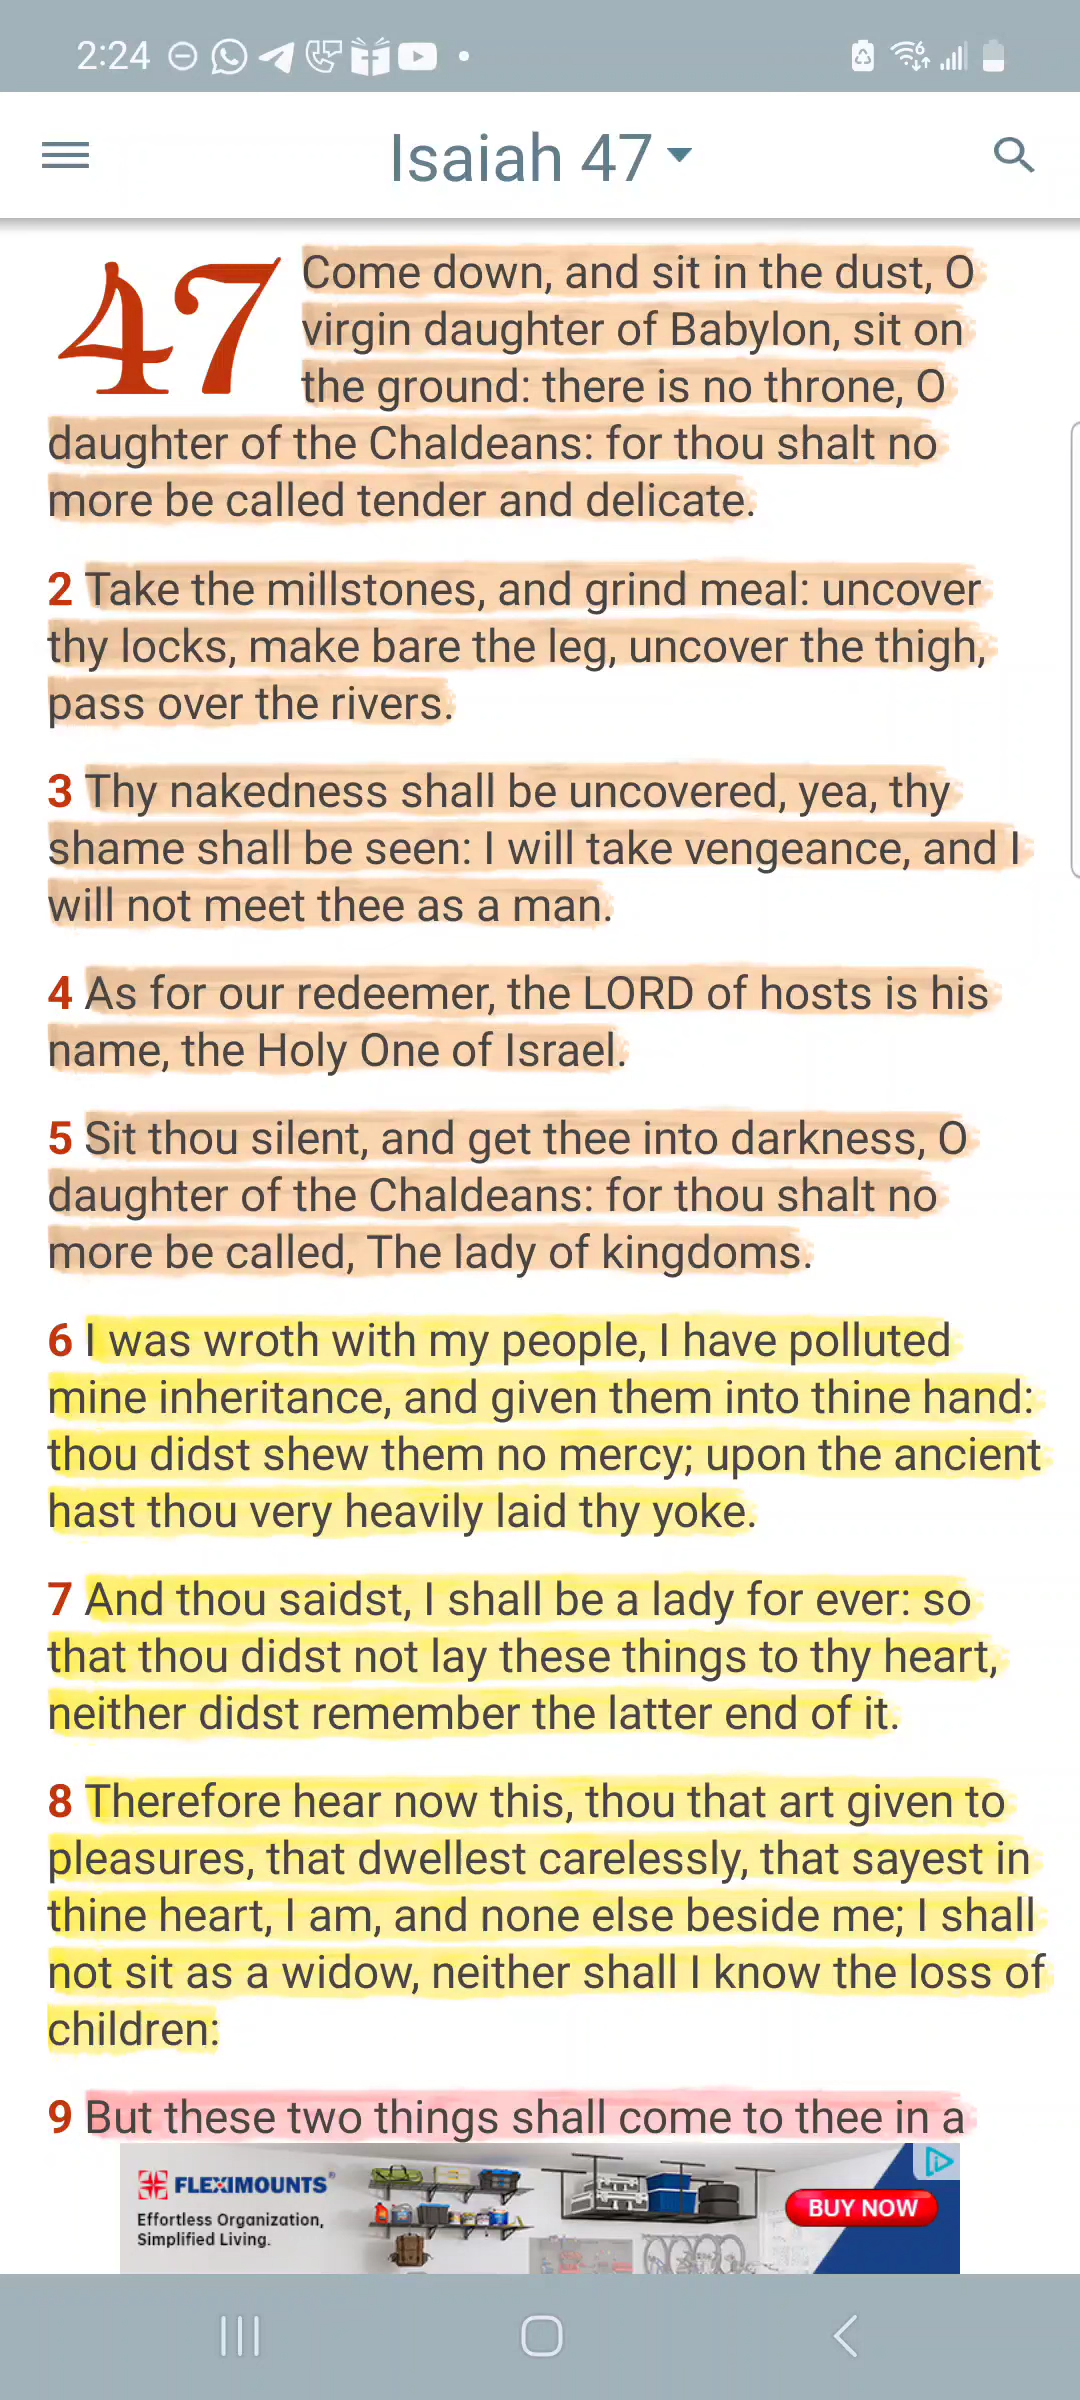 2:24
Isaiah 47
47 Come down, and sit in the dust, O
virgin daughter of Babylon, sit on
the ground: there is no throne, O
daughter of the Chaldeans: for thou shalt no
more be called tender and delicate.
2 Take the millstones, and grind meal: uncover
thy locks, make bare the leg, uncover the thigh,
pass over the rivers.
3 Thy nakedness shall be uncovered, yea, thy
shame shall be seen: I will take vengeance, and I
will not meet thee as a man.
4 As for our redeemer, the LORD of hosts is his
name, the Holy One of Israel.
5 Sit thou silent, and get thee into darkness, O
daughter of the Chaldeans: for thou shalt no
more be called, The lady of kingdoms.
6 I was wroth with my people, I have polluted
mine inheritance, and given them into thine hand:
thou didst shew them no mercy; upon the ancient
hast thou very heavily laid thy yoke.
7 And thou saidst, I shall be a lady for ever: so
that thou didst not lay these things to thy heart,
neither didst remember the latter end of it.
8 Therefore hear now this, thou that art given to
pleasures, that dwellest carelessly, that sayest in
thine heart, I am, and none else beside me; I shall
not sit as a widow, neither shall I know the loss of
children:
9 But these two things shall come to thee in a
FLEXIMOUNTS®
Effortless Organization,
Simplified Living.
BUY NOW